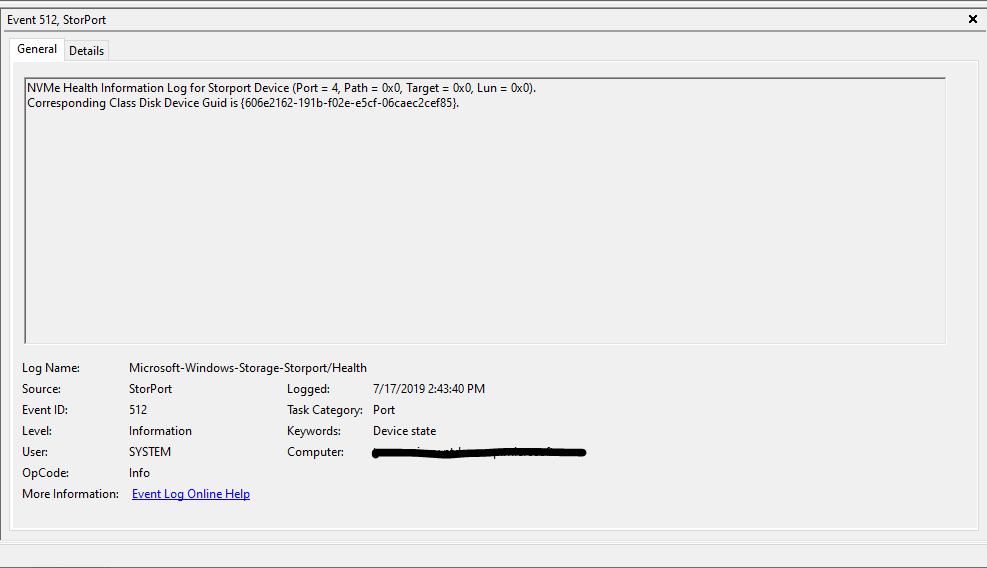 Event 512, StorPort
General Details
NVMe Health Information Log for Storport Device (Port = 4, Path = 0x0, Target = 0x0, Lun = 0x0).
Corresponding Class Disk Device Guid is {606e2162-191b-f02e-e5cf-06caec2cef85}.
Log Name: Microsoft-Windows-Storage-Storport/Health
Source: StorPort Logged: 7/17/2019 2:43:40 PM
Event ID: 512 Task Category: Port
Level: Information Keywords: Device state
User: SYSTEM Computer:
OpCode: Info
More Information: Event Log Online Help